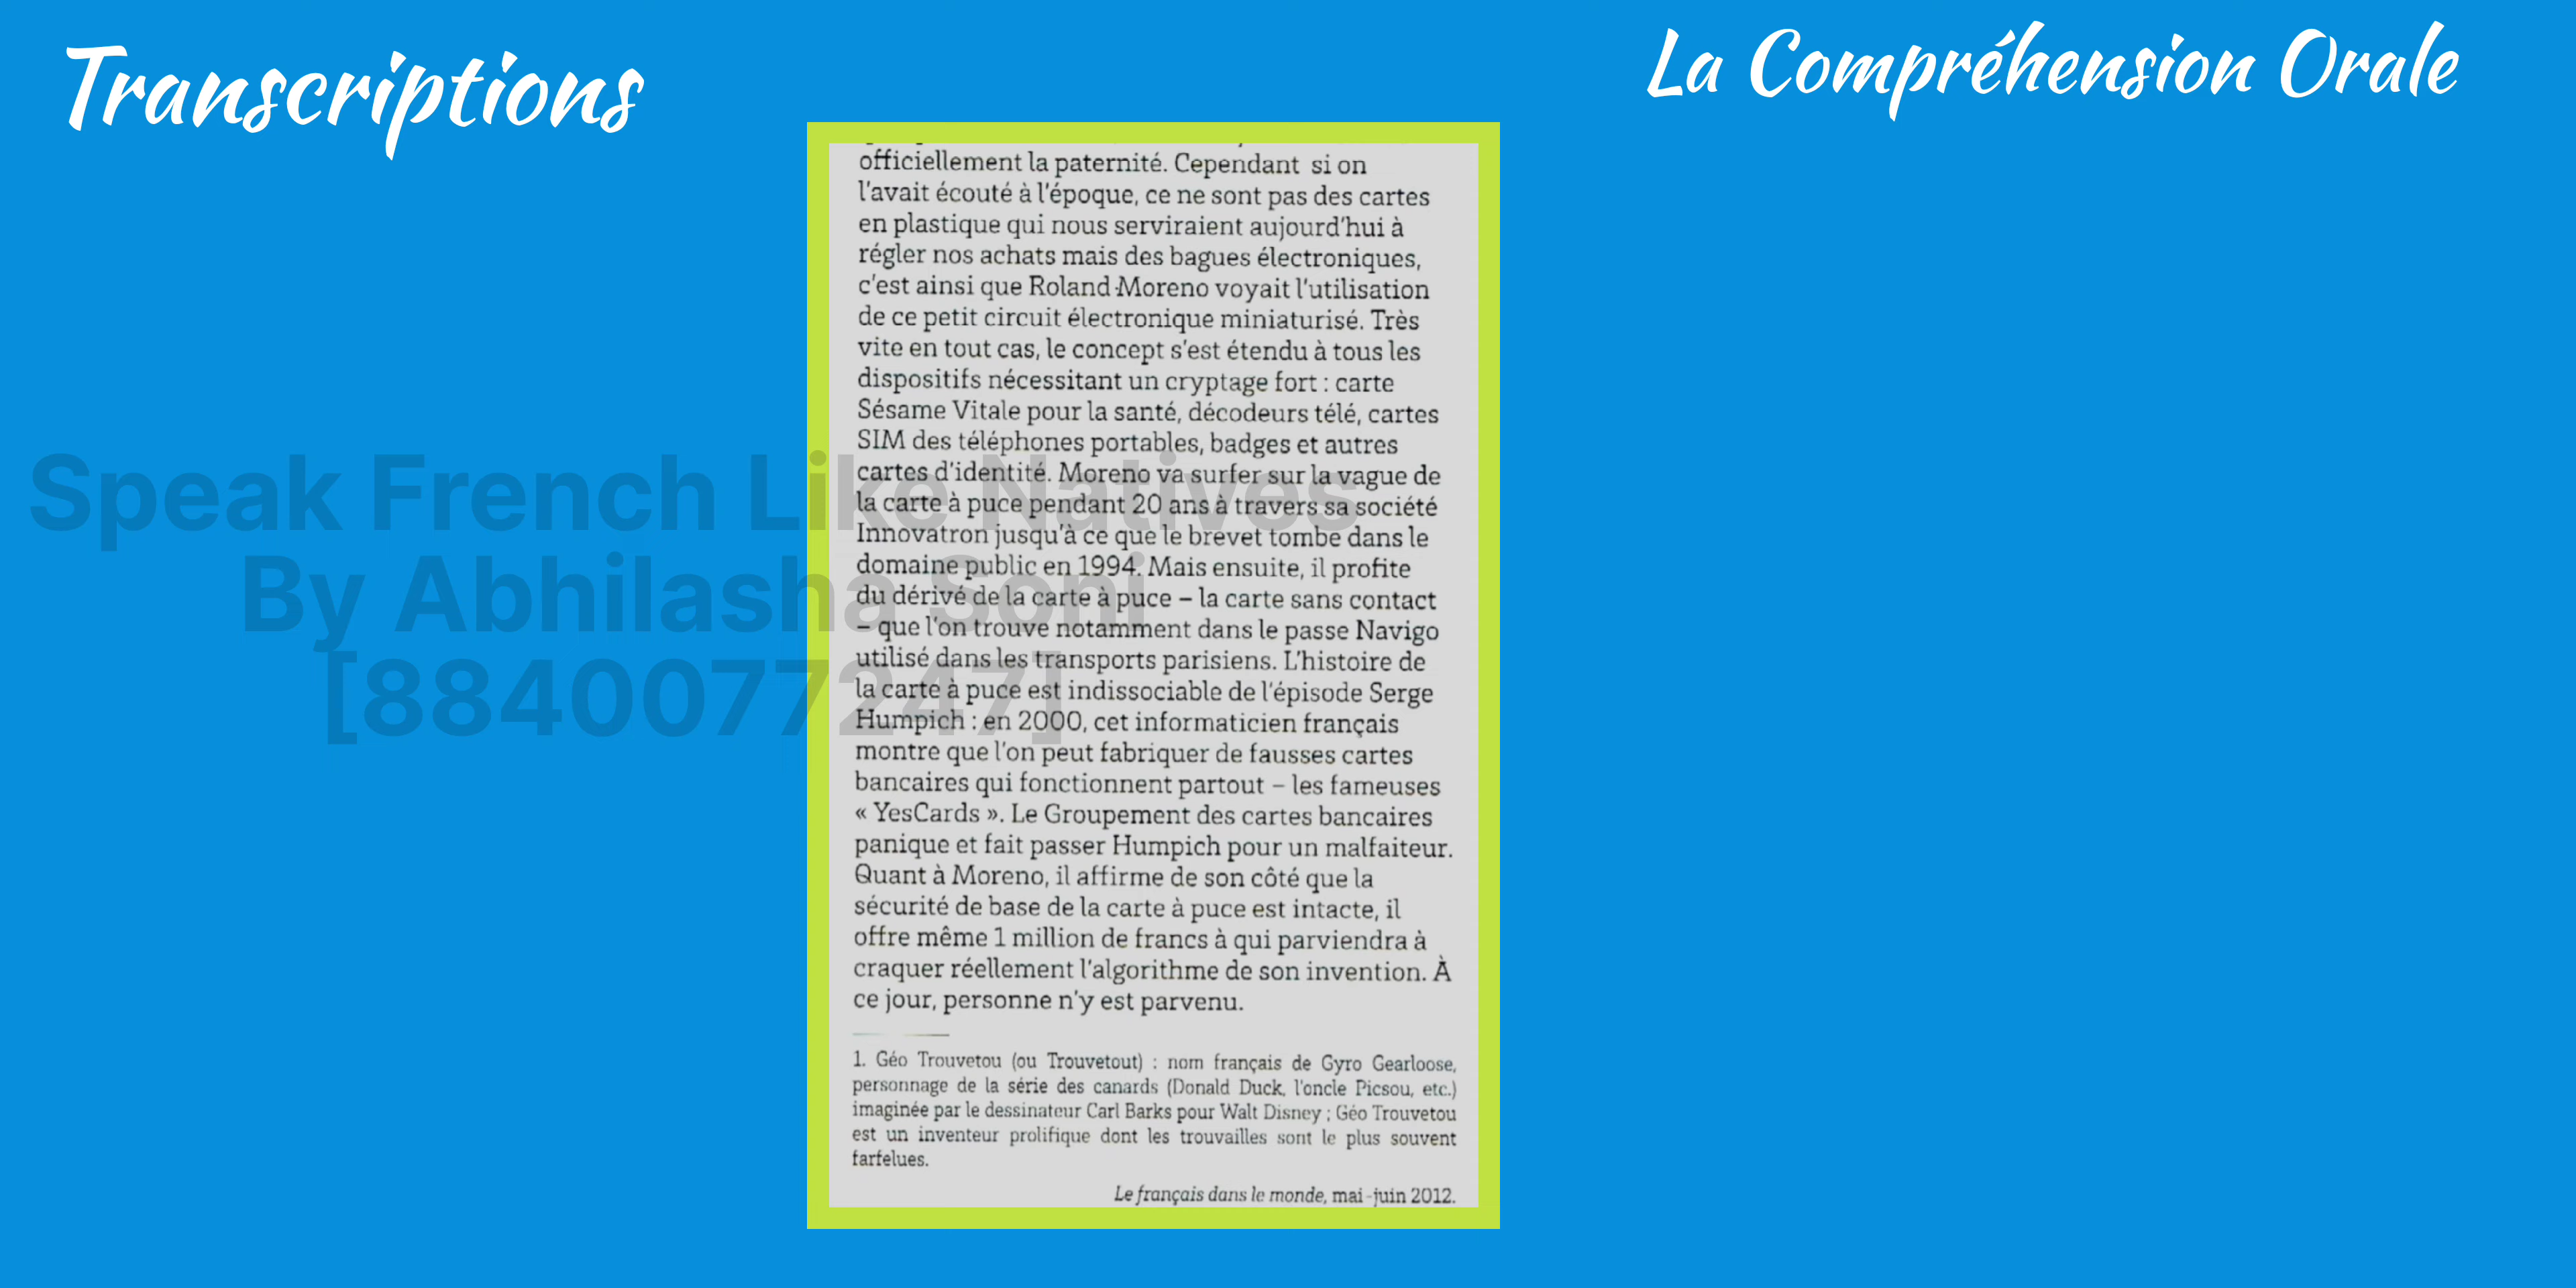 Transcriptions
La Compréhension Orale
officiellement la paternité. Cependant si on
l'avait écouté à l'époque, ce ne sont pas des cartes
en plastique qui nous serviraient aujourd'hui à
régler nos achats mais des bagues électroniques,
c'est ainsi que Roland Moreno voyait l'utilisation
de ce petit circuit électronique miniaturisé. Très
vite en tout cas, le concept s'est étendu à tous les
dispositifs nécessitant un cryptage fort : carte
Sésame Vitale pour la santé, décodeurs télé, cartes
SIM des téléphones portables, badges et autres
cartes d'identité. Moreno va surfer sur la vague de
la carte à puce pendant 20 ans à travers sa société
Innovatron jusqu'à ce que le brevet tombe dans le
domaine public en 1994. Mais ensuite, il profite
du dérivé de la carte à puce – la carte sans contact
– que l'on trouve notamment dans le passe Navigo
utilisé dans les transports parisiens. L'histoire de
la carte à puce est indissociable de l'épisode Serge
Humpich : en 2000, cet informaticien français
montre que l'on peut fabriquer de fausses cartes
bancaires qui fonctionnent partout – les fameuses
« YesCards ». Le Groupement des cartes bancaires
panique et fait passer Humpich pour un malfaiteur.
Quant à Moreno, il affirme de son côté que la
sécurité de base de la carte à puce est intacte, il
offre même 1 million de francs à qui parviendra à
craquer réellement l'algorithme de son invention. À
ce jour, personne n'y est parvenu.
1. Géo Trouvetou (ou Trouvetout) : nom français de Gyro Gearloose,
personnage de la série des canards (Donald Duck, l'oncle Picsou, etc.)
imaginée par le dessinateur Carl Barks pour Walt Disney ; Géo Trouvetou
est un inventeur prolifique dont les trouvailles sont le plus souvent
farfelues.
Le français dans le monde, mai-juin 2012.
Speak French Like Natives
By Abhilasha Soni
[8840077247]